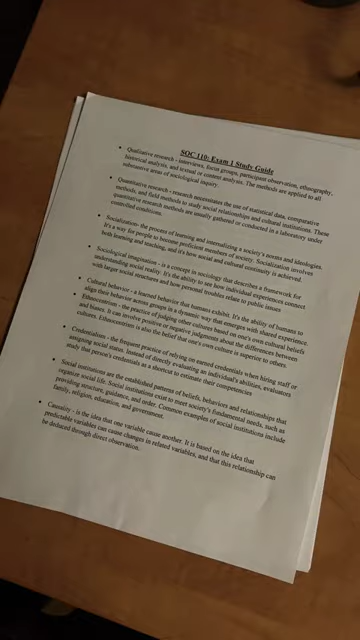 SOC 110: Exam 1 Study Guide
• Qualitative research - interviews, focus groups, participant observation, ethnography,
historical analysis, and textual or content analysis. The methods are applied to all
substantive areas of sociological inquiry.
• Quantitative research - research necessitates the use of statistical data, comparative
methods, and field methods to study social relationships and cultural institutions. These
quantitative research methods are usually gathered or conducted in a laboratory under
controlled conditions.
• Socialization- the process of learning and internalizing a society's norms and ideologies.
It's a way for people to become proficient members of society. Socialization involves
both learning and teaching, and it's how social and cultural continuity is achieved.
• Sociological imagination - is a concept in sociology that describes a framework for
understanding social reality. It's the ability to see how individual experiences connect
with larger social structures and how personal troubles relate to public issues
• Cultural behavior - a learned behavior that humans exhibit. It's the ability of humans to
align their behavior across groups in a dynamic way that emerges with shared experience.
• Ethnocentrism - the practice of judging other cultures based on one's own cultural beliefs
and biases. It can involve positive or negative judgements about the differences between
cultures. Ethnocentrism is also the belief that one's own culture is superior to others
• Credentialism - the frequent practice of relying on earned credentials when hiring staff or
assigning social status. Instead of directly evaluating an individual's abilities, evaluators
study that person's credentials as a shortcut to estimate their competencies
• Social institutions are the established patterns of beliefs, behaviors and relationships that
organize social life. Social institutions exist to meet society's fundamental needs, such as
providing structure, guidance, and order. Common examples of social institutions include
family, religion, education, and government.
• Causality - is the idea that one variable cause another. It is based on the idea that
predictable variables can cause changes in related variables, and that this relationship can
be deduced through direct observation.